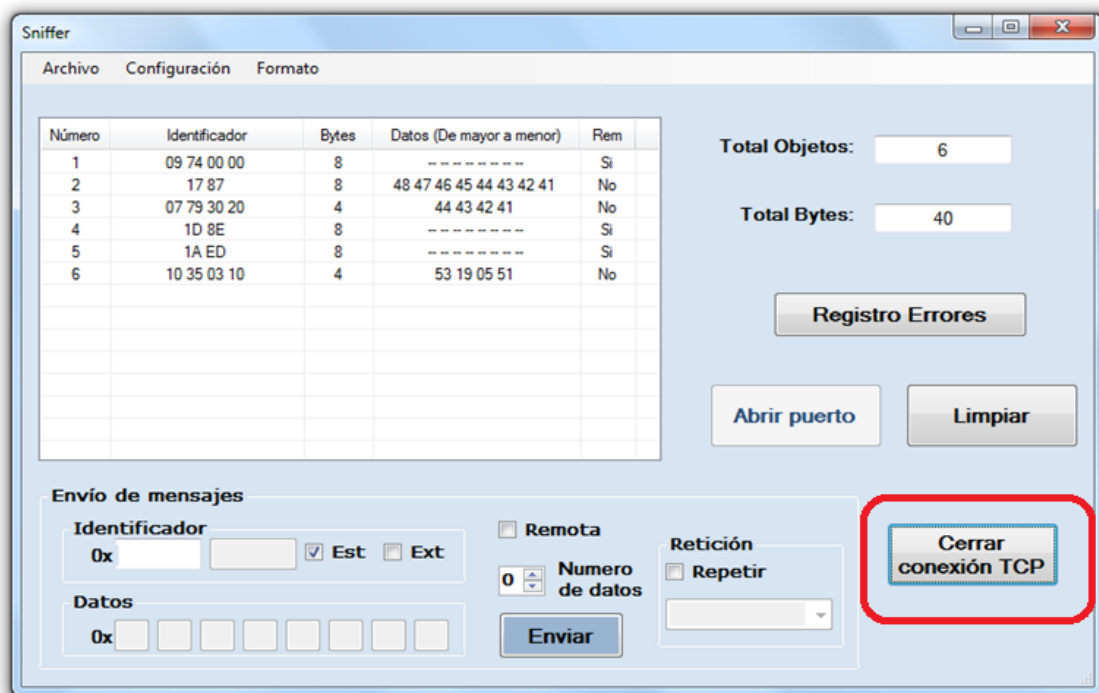 Sniffer
Archivo Configuración Formato
Número Identificador Bytes Datos (De mayor a menor) Rem
1 09 74 00 00 8 -- -- -- -- -- -- -- -- Si
2 17 87 8 48 47 46 45 44 43 42 41 No
3 07 79 30 20 4 44 43 42 41 No
4 1D 8E 8 -- -- -- -- -- -- -- -- Si
5 1A ED 8 -- -- -- -- -- -- -- -- Si
6 10 35 03 10 4 53 19 05 51 No
Total Objetos: 6
Total Bytes: 40
Registro Errores
Abrir puerto Limpiar
Envío de mensajes
Identificador
0x Est Ext
Datos
0x
Remota
0 Numero
de datos
Enviar
Retición
Repetir
Cerrar
conexión TCP